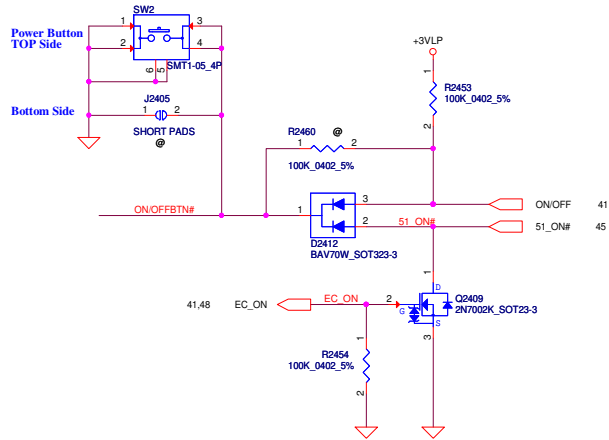 SW2
1
3
Power Button
TOP Side
2
4
6
5
SMT1-05_4P
+3VLP
J2405
Bottom Side
1
2
SHORT PADS
@
1
R2453
100K_0402_5%
2
R2460
@
1
2
100K_0402_5%
ON/OFFBTN#
1
3
2
ON/OFF
41
51_ON#
51_ON#
45
D2412
BAV70W_SOT323-3
1
D
41,48
EC_ON
EC_ON
2
G
S
Q2409
2N7002K_SOT23-3
3
1
R2454
100K_0402_5%
2